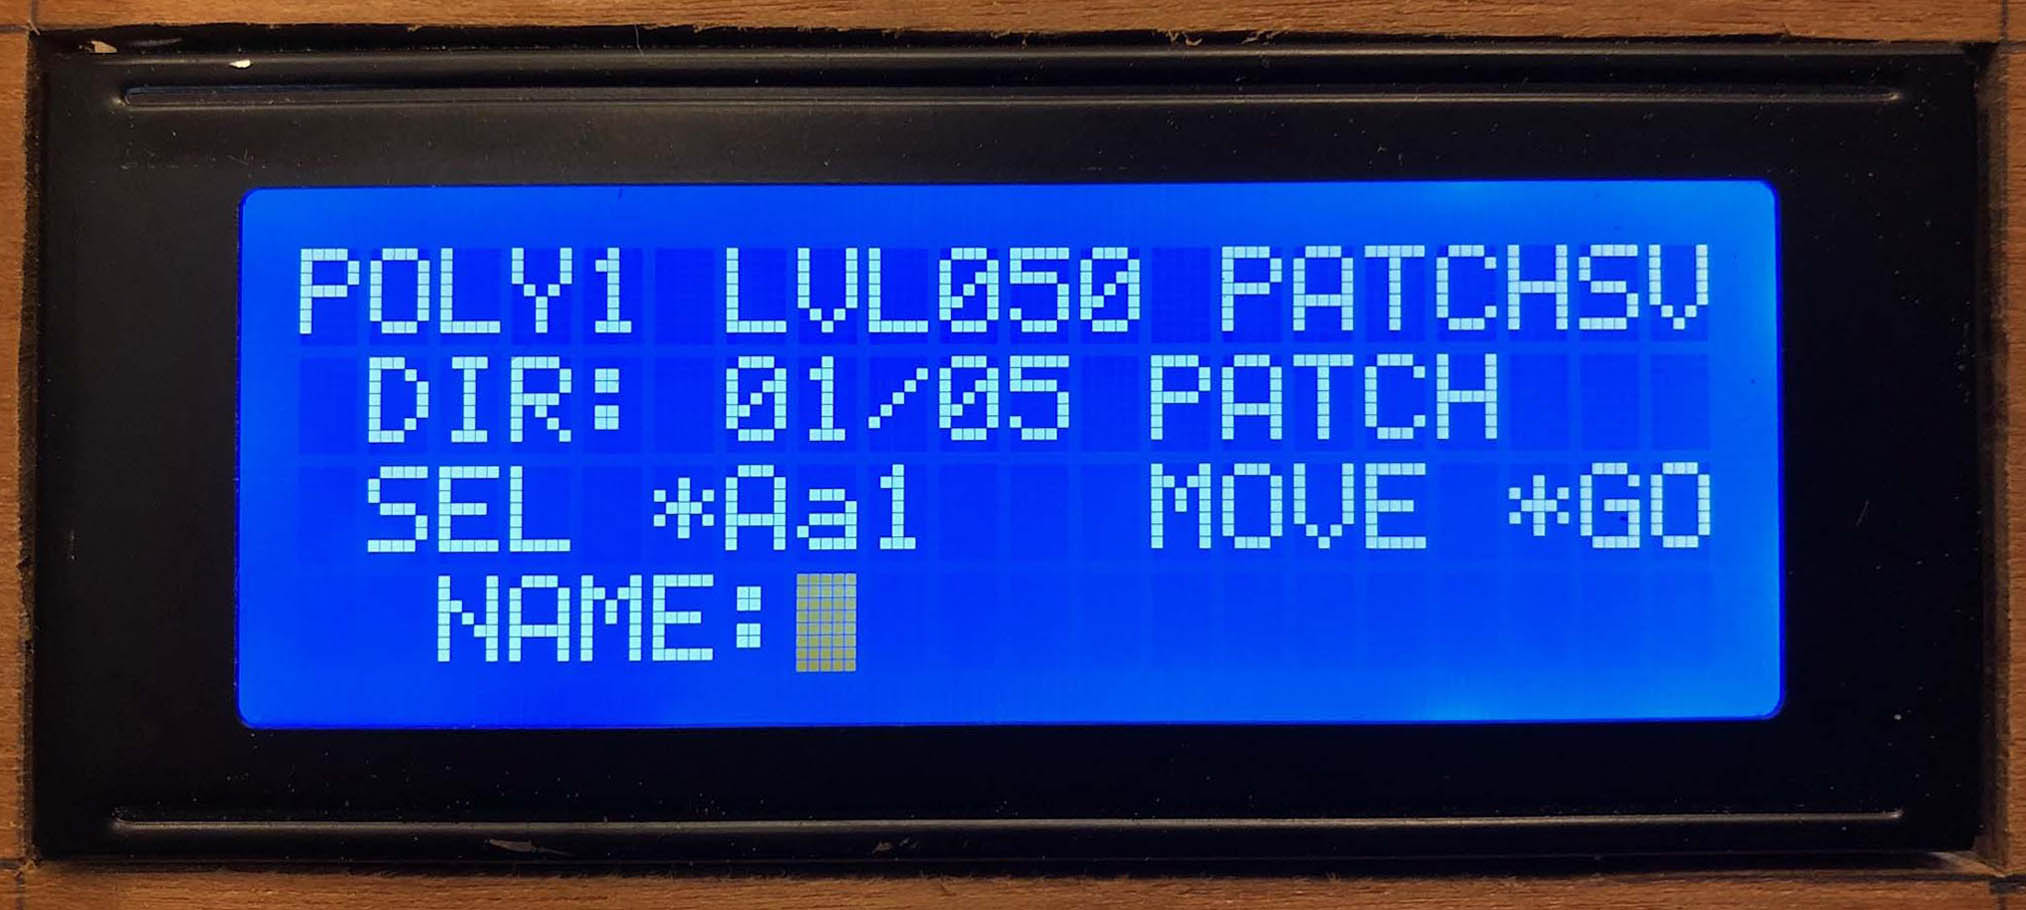 POLY1 LVL050 PATCHSV
DIR: 01/05 PATCH
SEL *Aa1 MOVE *GO
NAME: